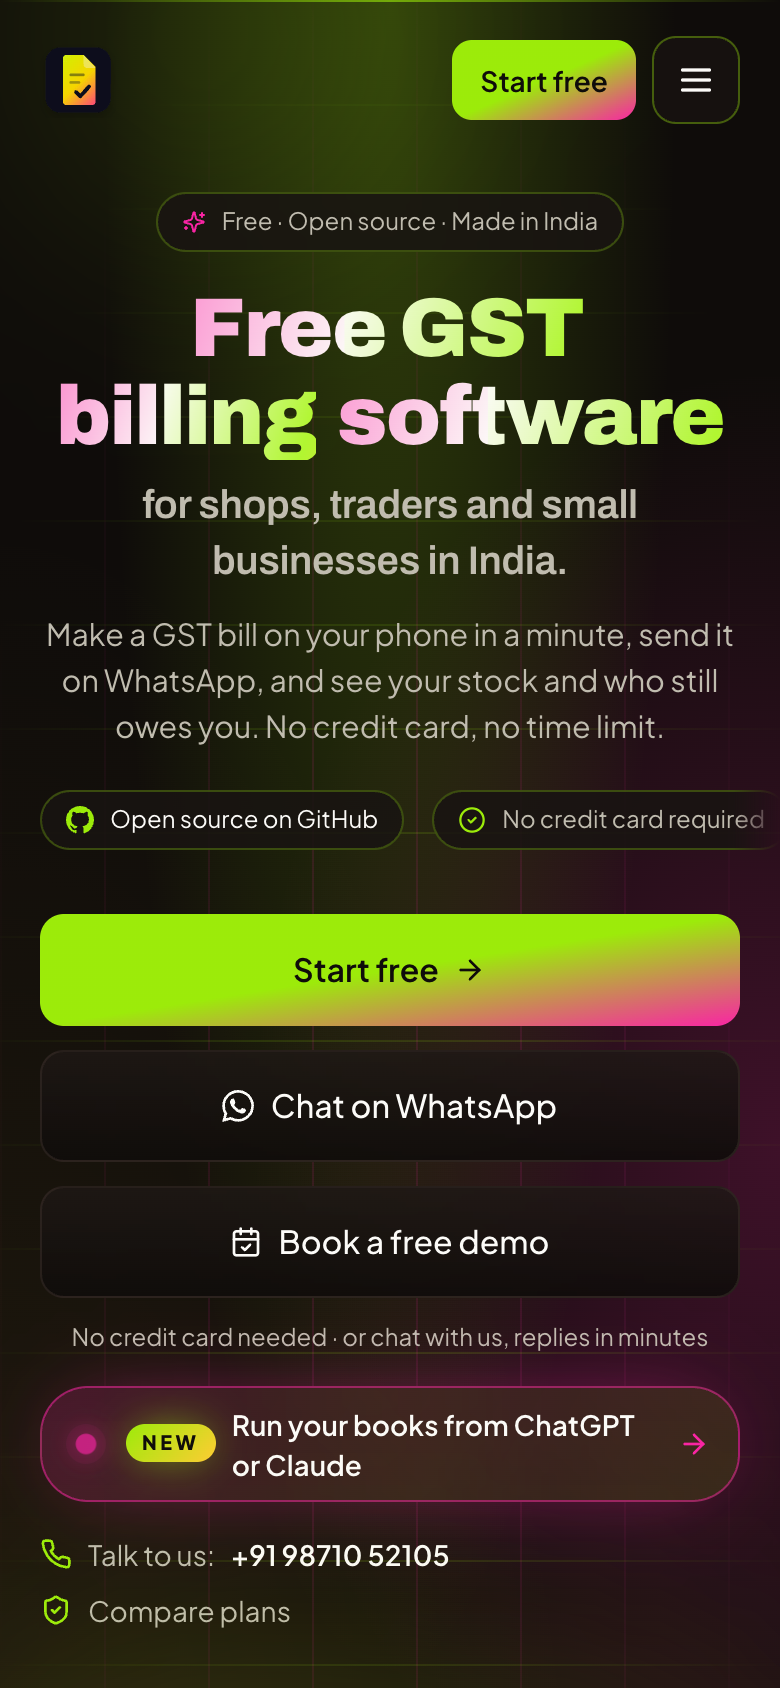 Start free
Free · Open source · Made in India
Free GST
billing software
for shops, traders and small
businesses in India.
Make a GST bill on your phone in a minute, send it
on WhatsApp, and see your stock and who still
owes you. No credit card, no time limit.
Open source on GitHub
No credit card required
Start free
Chat on WhatsApp
Book a free demo
No credit card needed · or chat with us, replies in minutes
NEW
Run your books from ChatGPT
or Claude
Talk to us: +91 98710 52105
Compare plans